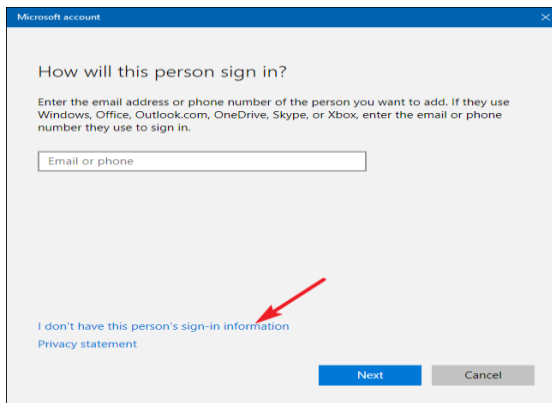 Microsoft account
How will this person sign in?
Enter the email address or phone number of the person you want to add. If they use
Windows, Office, Outlook.com, OneDrive, Skype, or Xbox, enter the email or phone
number they use to sign in.
Email or phone
I don't have this person's sign-in information
Privacy statement
Next
Cancel